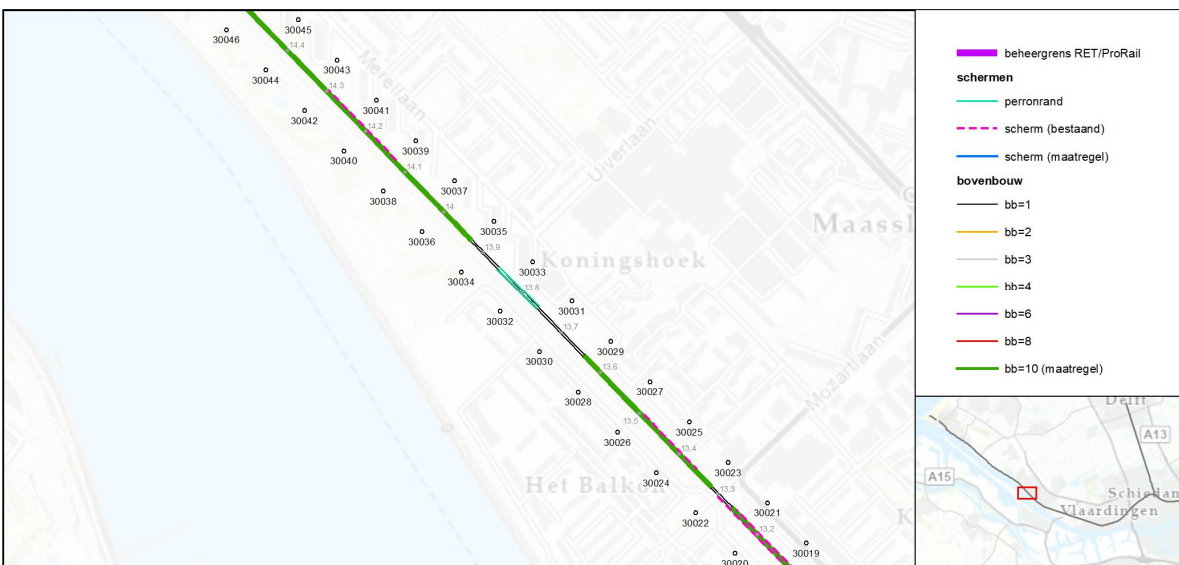 30045
30046
14,4
Merellaan
30043
30044
14,3
30041
30042
14,2
Uiverlaan
30039
30040
14,1
30037
30038
14
Maassl
30035
30036
13,9
Koningshoek
30033
30034
13,8
30031
30032
13,7
30029
30030
13,6
Mozartlaan
30027
30028
13,5
30025
30026
13,4
30023
30024
Het Balkon
13,3
30021
30022
13,2
30019
30020
beheergrens RET/ProRail
schermen
perronrand
scherm (bestaand)
scherm (maatregel)
bovenbouw
bb=1
bb=2
bb=3
bb=4
bb=6
bb=8
bb=10 (maatregel)
Delft
A13
A15
Schiedam
Vlaardingen